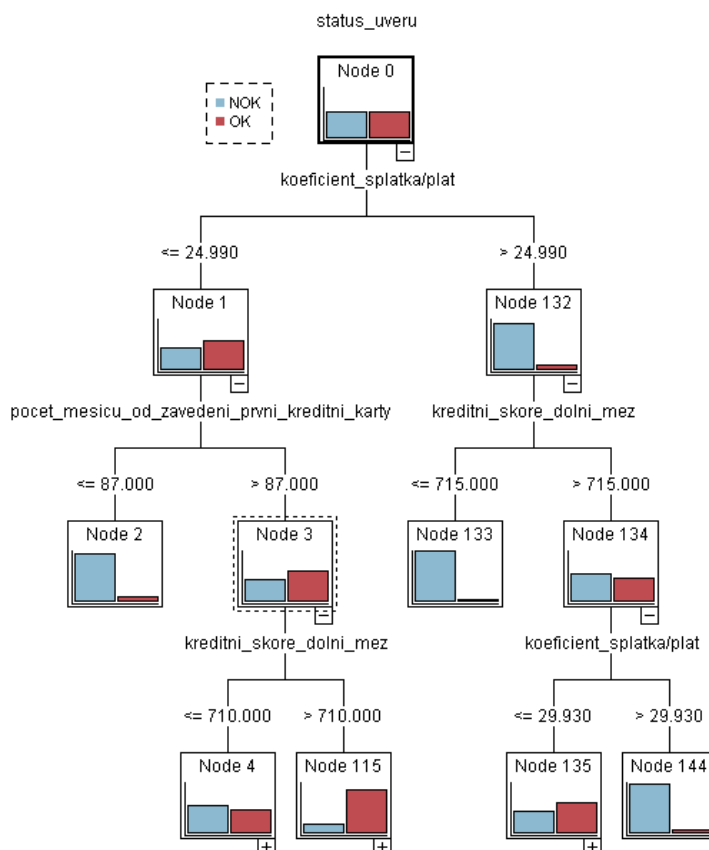 status_uveru
Node 0
NOK
OK
koeficient_splatka/plat
<= 24.990
> 24.990
Node 1
Node 132
pocet_mesicu_od_zavedeni_prvni_kreditni_karty
kreditni_skore_dolni_mez
<= 87.000
> 87.000
<= 715.000
> 715.000
Node 2
Node 3
Node 133
Node 134
kreditni_skore_dolni_mez
koeficient_splatka/plat
<= 710.000
> 710.000
<= 29.930
> 29.930
Node 4
Node 115
Node 135
Node 144